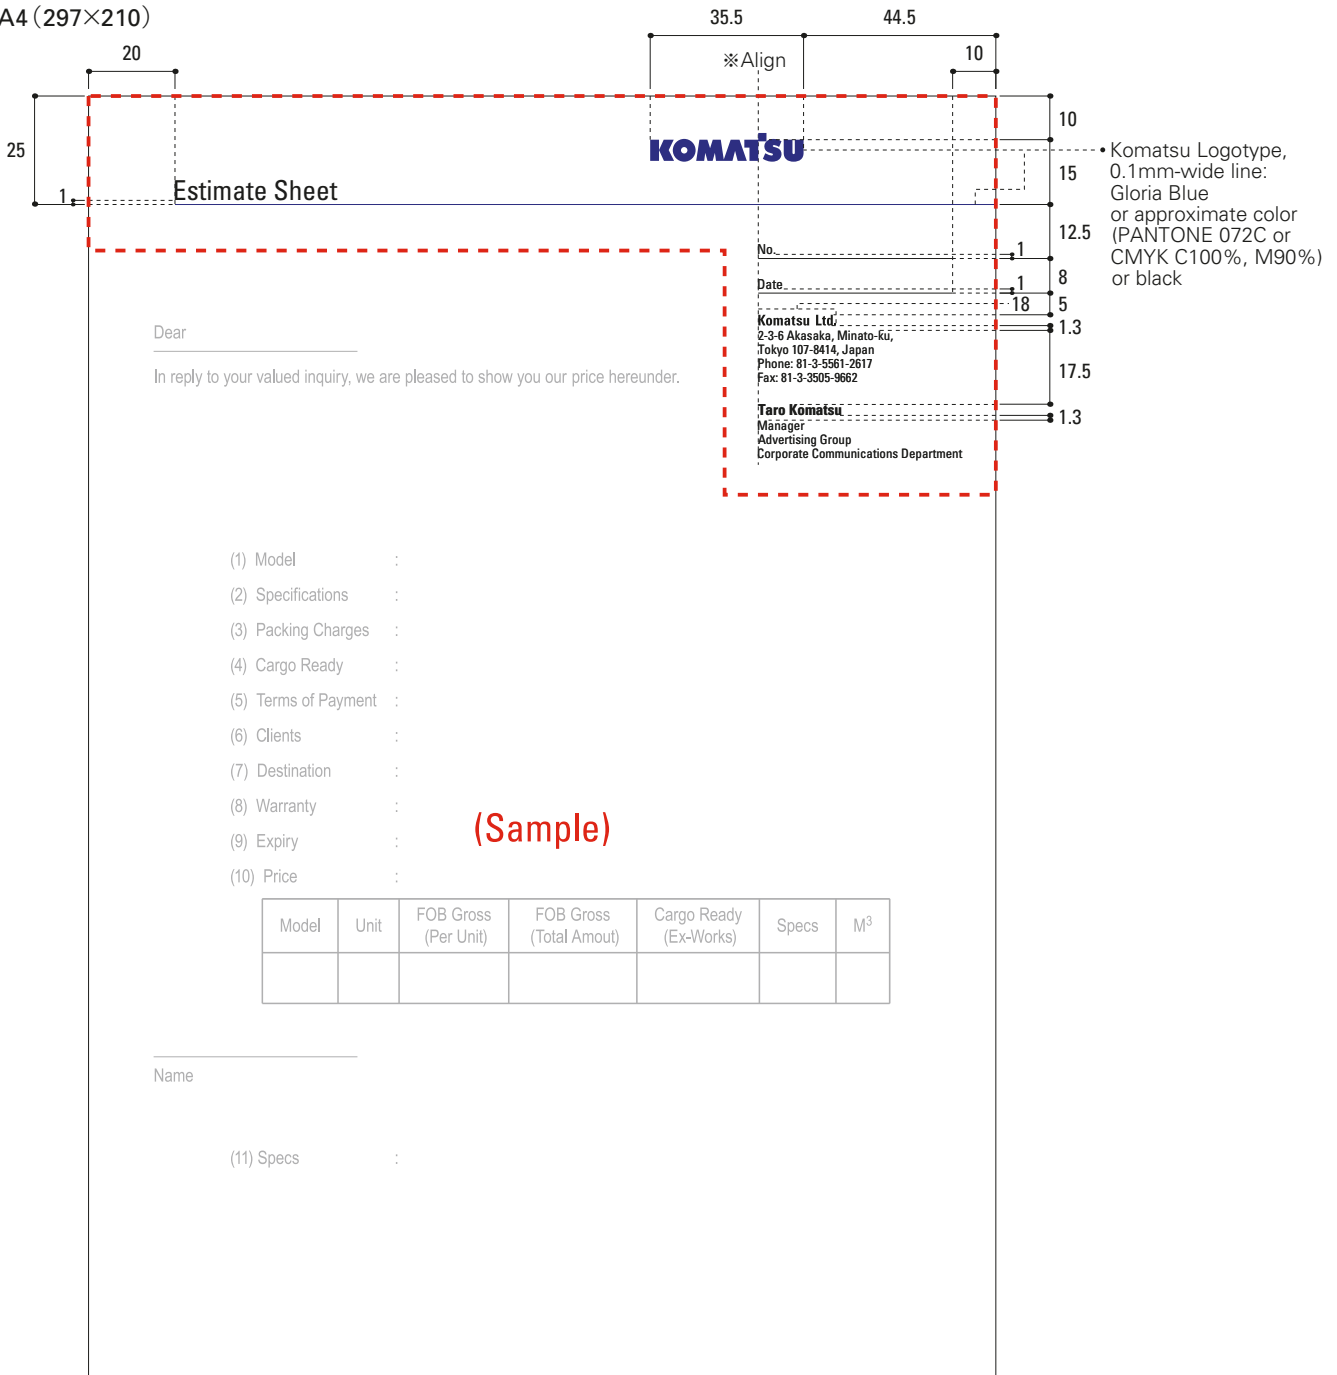 A4（297×210）
35.5
44.5
20
※Align
10
10
25
KOMATSU
Komatsu Logotype,
0.1mm-wide line:
Gloria Blue
or approximate color
(PANTONE 072C or
CMYK C100%, M90%)
or black
15
1
Estimate Sheet
12.5
No.
1
8
Date
1
18
5
Komatsu Ltd.
1.3
2-3-6 Akasaka, Minato-ku,
Tokyo 107-8414, Japan
Phone: 81-3-5561-2617
Fax: 81-3-3505-9662
17.5
Dear
In reply to your valued inquiry, we are pleased to show you our price hereunder.
Taro Komatsu
1.3
Manager
Advertising Group
Corporate Communications Department
(1) Model :
(2) Specifications :
(3) Packing Charges :
(4) Cargo Ready :
(5) Terms of Payment :
(6) Clients :
(7) Destination :
(8) Warranty :
(Sample)
(9) Expiry :
(10) Price :
Model Unit FOB Gross (Per Unit) FOB Gross (Total Amout) Cargo Ready (Ex-Works) Specs M³
Name
(11) Specs :